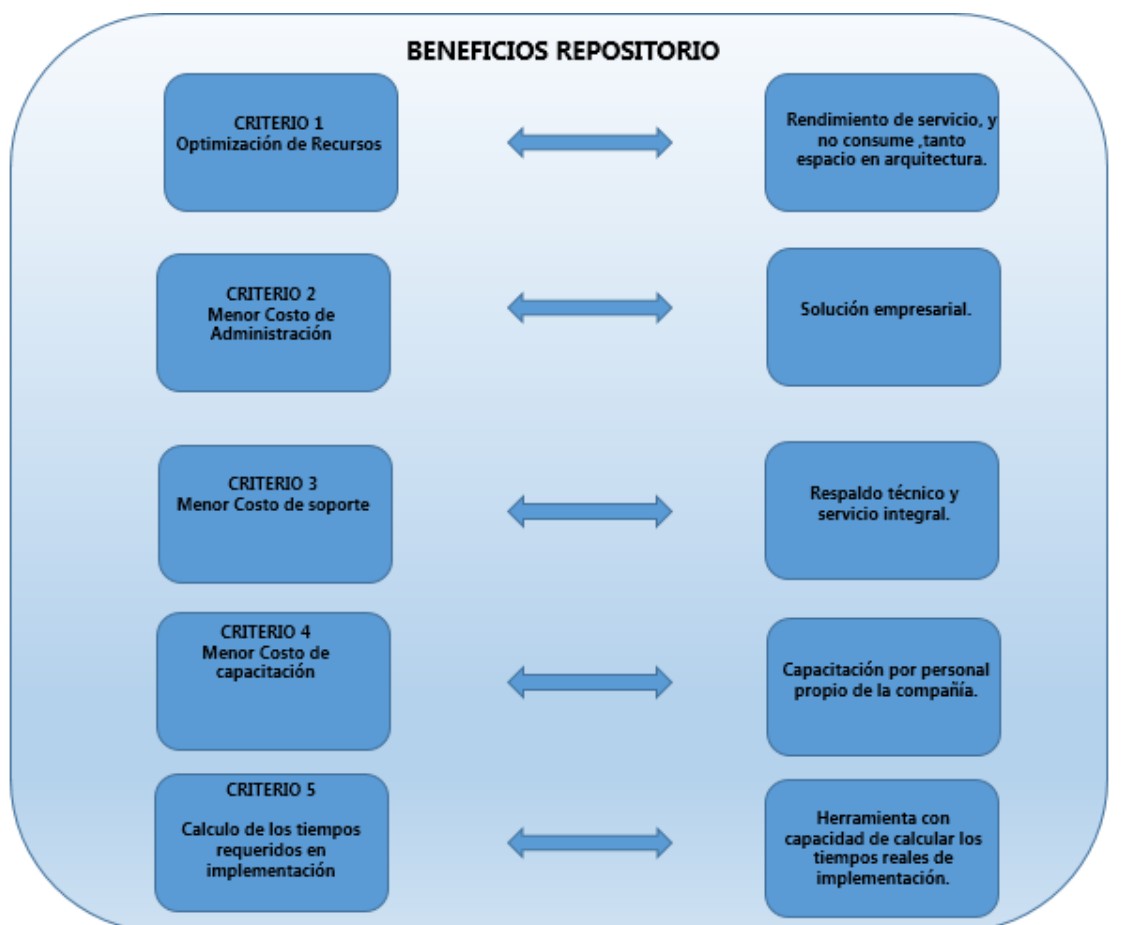 BENEFICIOS REPOSITORIO
CRITERIO 1
Optimización de Recursos
Rendimiento de servicio, y
no consume ,tanto
espacio en arquitectura.
CRITERIO 2
Menor Costo de
Administración
Solución empresarial.
CRITERIO 3
Menor Costo de soporte
Respaldo técnico y
servicio integral.
CRITERIO 4
Menor Costo de
capacitación
Capacitación por personal
propio de la compañía.
CRITERIO 5
Calculo de los tiempos
requeridos en
implementación
Herramienta con
capacidad de calcular los
tiempos reales de
implementación.